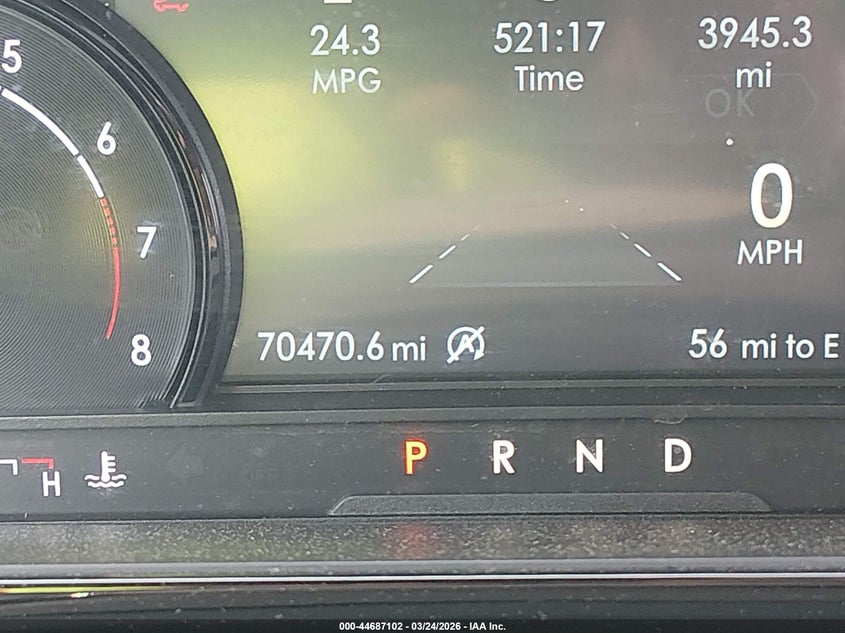 24.3 521:17 3945.3
MPG Time mi
OK
5
6
7
8
0
MPH
70470.6 mi
56 mi to E
H
P R N D
000-44687102 - 03/24/2026 - IAA Inc.